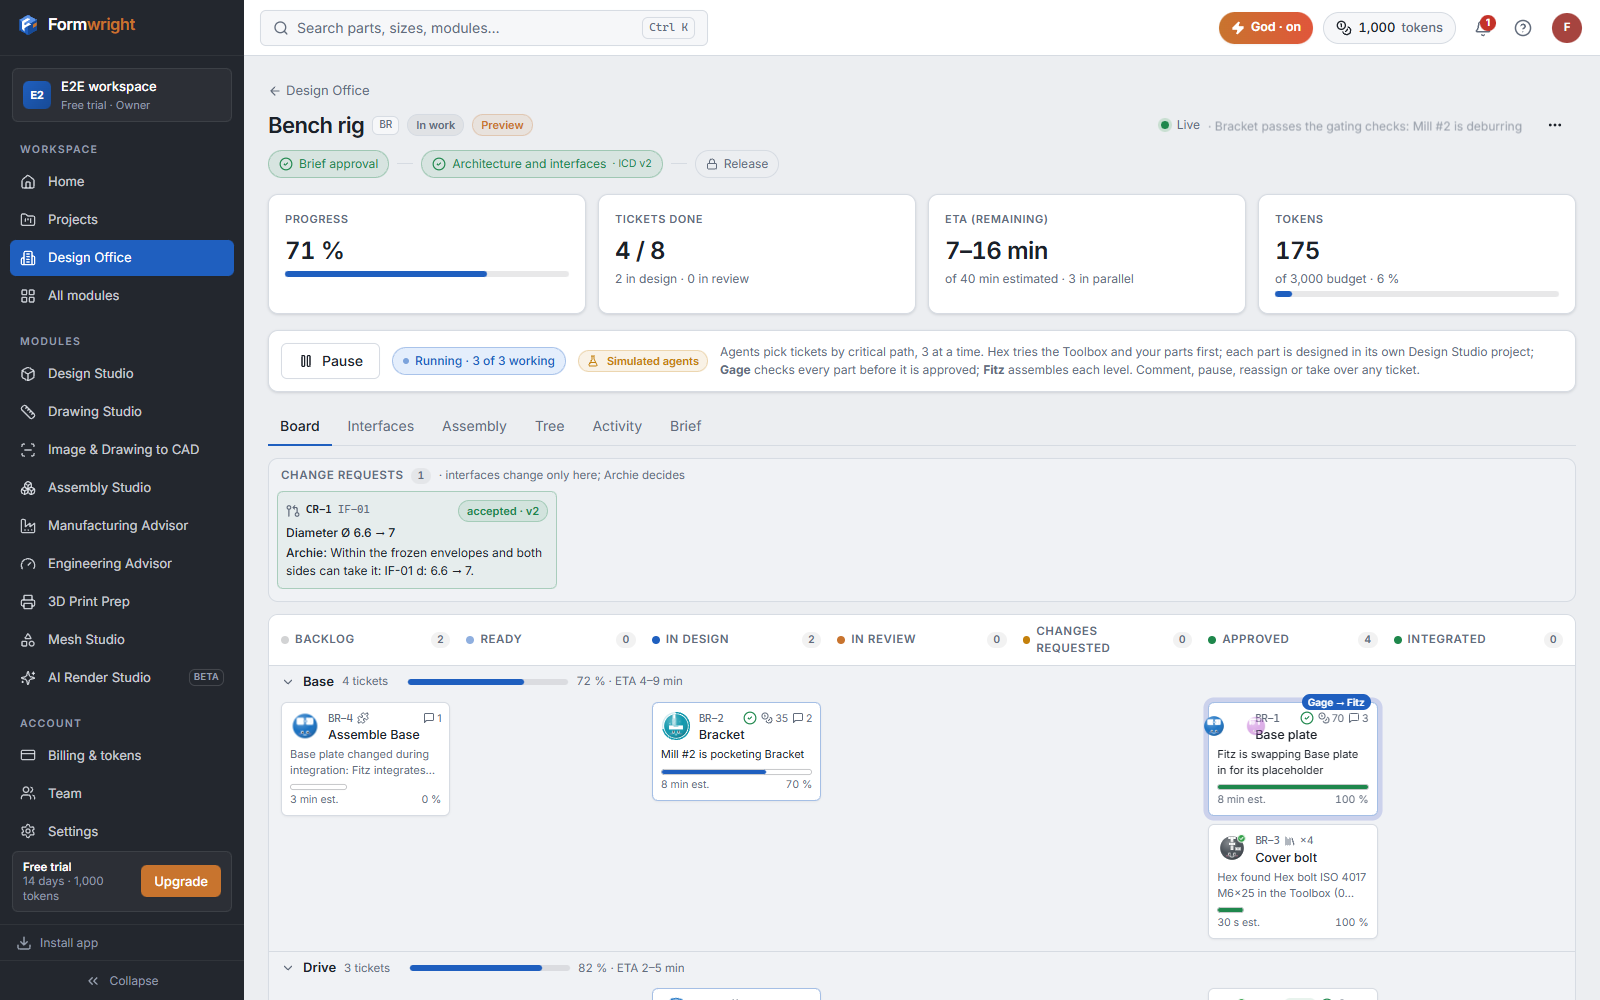 Formwright
Search parts, sizes, modules...
Ctrl K
God · on
1,000 tokens
1
F
E2
E2E workspace
Free trial · Owner
WORKSPACE
Home
Projects
Design Office
All modules
MODULES
Design Studio
Drawing Studio
Image & Drawing to CAD
Assembly Studio
Manufacturing Advisor
Engineering Advisor
3D Print Prep
Mesh Studio
AI Render Studio
BETA
ACCOUNT
Billing & tokens
Team
Settings
Free trial
14 days · 1,000
tokens
Upgrade
Install app
Collapse
Design Office
Bench rig
BR
In work
Preview
Live
· Bracket passes the gating checks: Mill #2 is deburring
Brief approval
Architecture and interfaces · ICD v2
Release
PROGRESS
71 %
TICKETS DONE
4 / 8
2 in design · 0 in review
ETA (REMAINING)
7–16 min
of 40 min estimated · 3 in parallel
TOKENS
175
of 3,000 budget · 6 %
Pause
Running · 3 of 3 working
Simulated agents
Agents pick tickets by critical path, 3 at a time. Hex tries the Toolbox and your parts first; each part is designed in its own Design Studio project;
Gage checks every part before it is approved; Fitz assembles each level. Comment, pause, reassign or take over any ticket.
Board
Interfaces
Assembly
Tree
Activity
Brief
CHANGE REQUESTS 1 · interfaces change only here; Archie decides
CR-1 IF-01
accepted · v2
Diameter Ø 6.6 → 7
Archie: Within the frozen envelopes and both
sides can take it: IF-01 d: 6.6 → 7.
BACKLOG 2
READY 0
IN DESIGN 2
IN REVIEW 0
CHANGES
REQUESTED 0
APPROVED 4
INTEGRATED 0
Base 4 tickets 72 % · ETA 4–9 min
BR-4 1
Assemble Base
Base plate changed during
integration: Fitz integrates...
3 min est. 0 %
BR-2 35 2
Bracket
Mill #2 is pocketing Bracket
8 min est. 70 %
Gage → Fitz
BR-1 70 3
Base plate
Fitz is swapping Base plate
in for its placeholder
8 min est. 100 %
BR-3 ×4
Cover bolt
Hex found Hex bolt ISO 4017
M6×25 in the Toolbox (0...
30 s est. 100 %
Drive 3 tickets 82 % · ETA 2–5 min